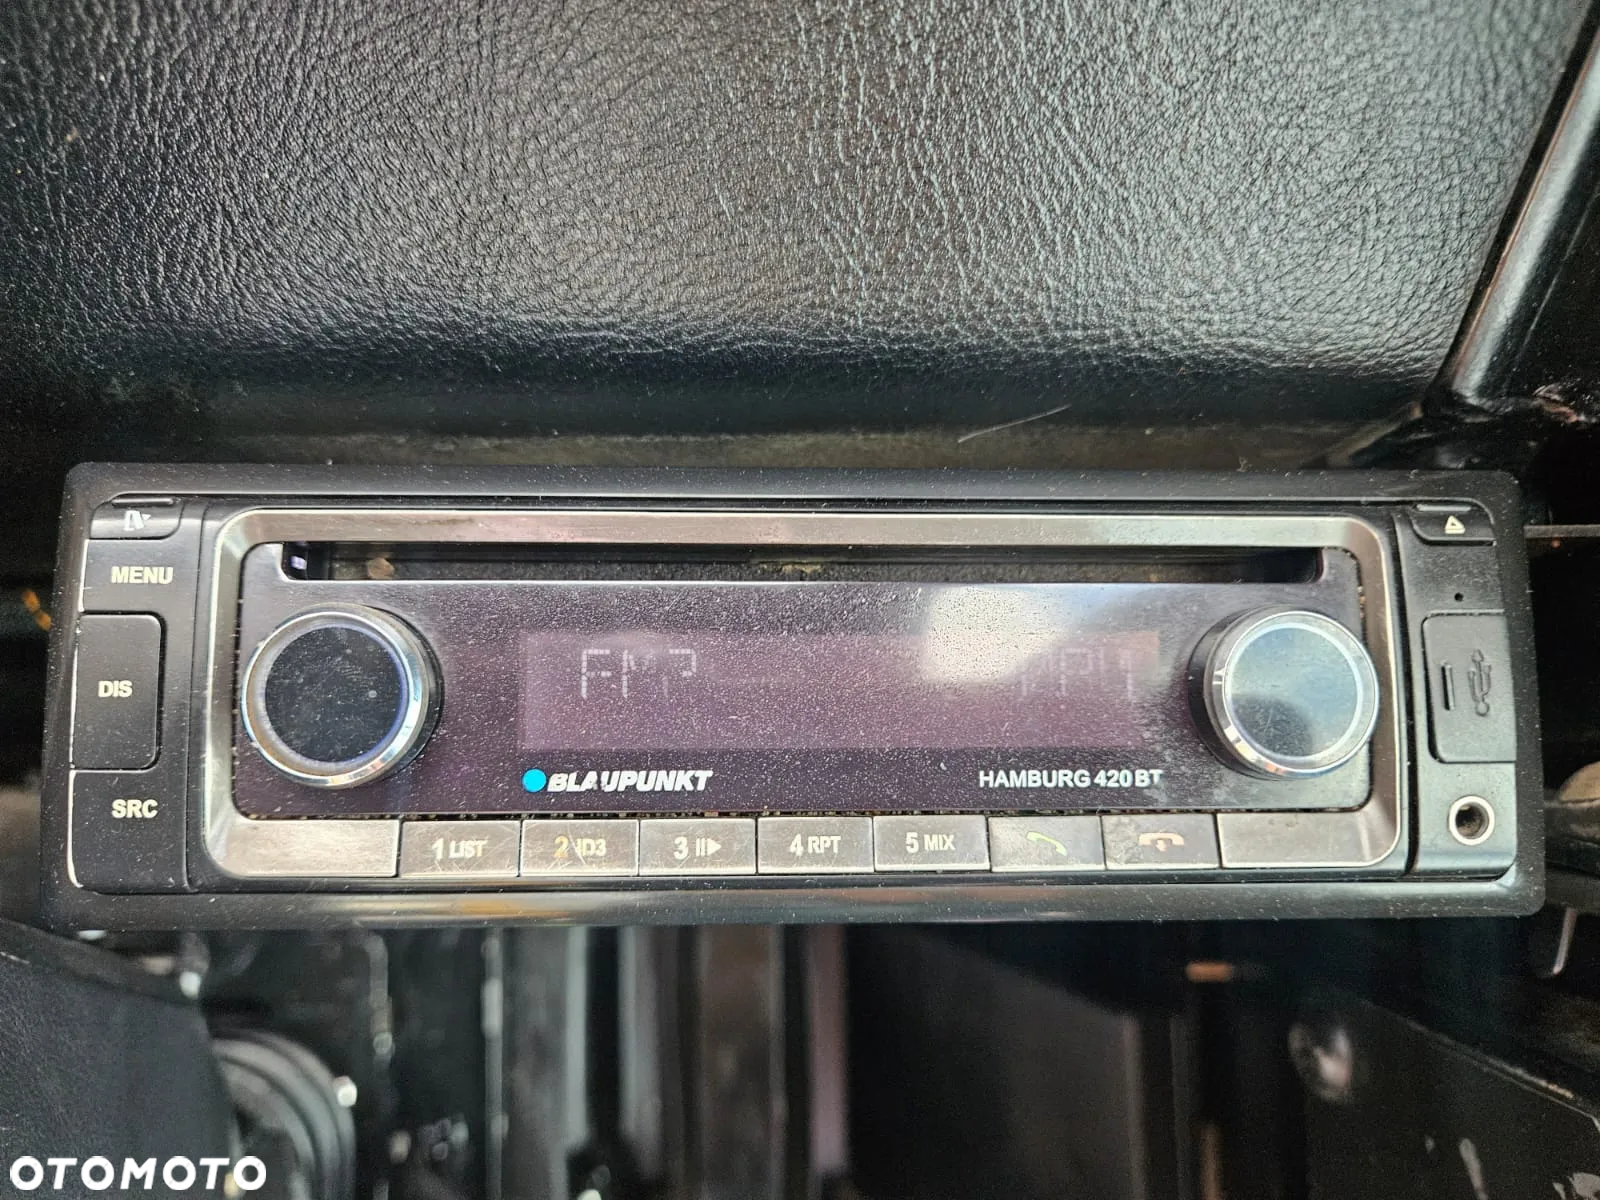 MENU
FM2
DIS
BLAUPUNKT
HAMBURG 420 BT
SRC
1 LIST
2 ID3
3
4 RPT
5 MIX
OTOMOTO